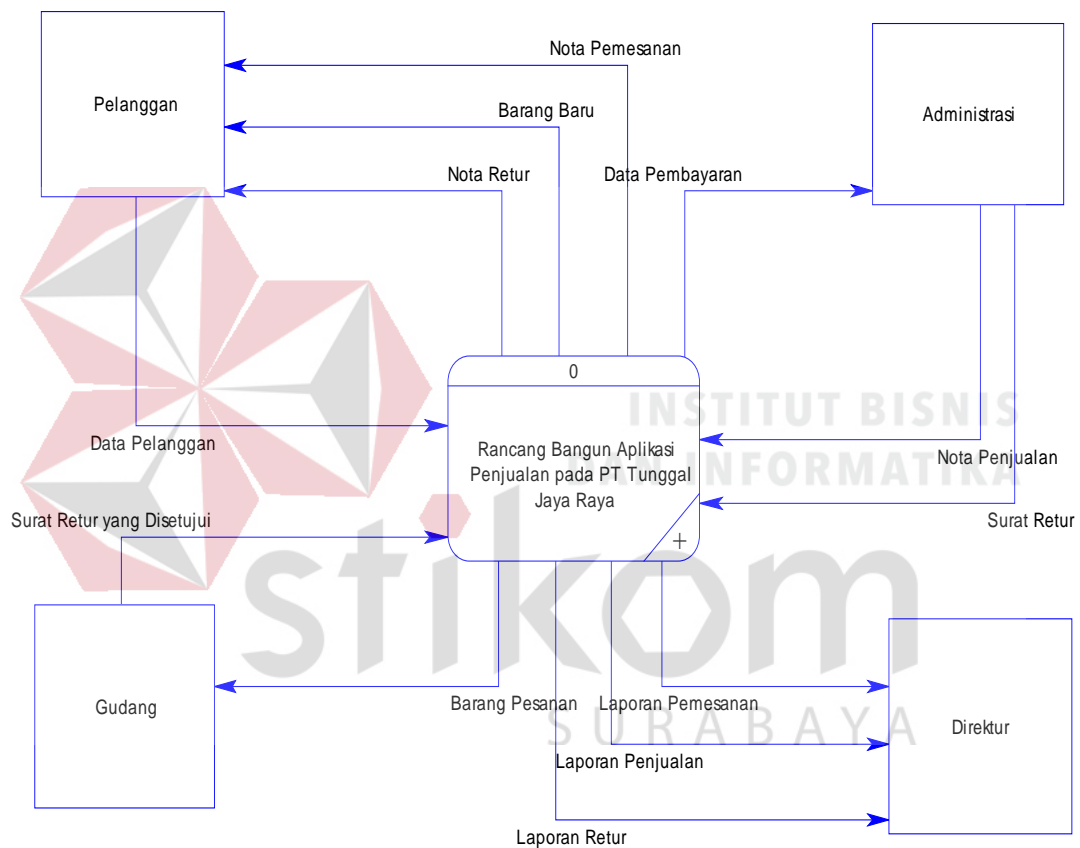 Nota Pemesanan
Pelanggan
Administrasi
Barang Baru
Nota Retur
Data Pembayaran
0
INSTITUT BISNIS
Data Pelanggan
Rancang Bangun Aplikasi
Penjualan pada PT Tunggal
Jaya Raya
Nota Penjualan
DAN INFORMATIKA
Surat Retur yang Disetujui
Surat Retur
+
stikom
Gudang
Barang Pesanan
Laporan Pemesanan
SURABAYA
Direktur
Laporan Penjualan
Laporan Retur